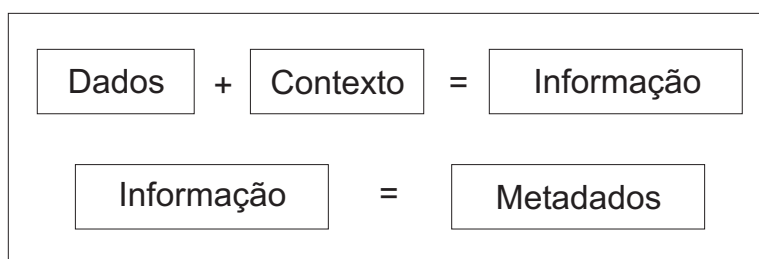 Dados + Contexto = Informação
Informação = Metadados